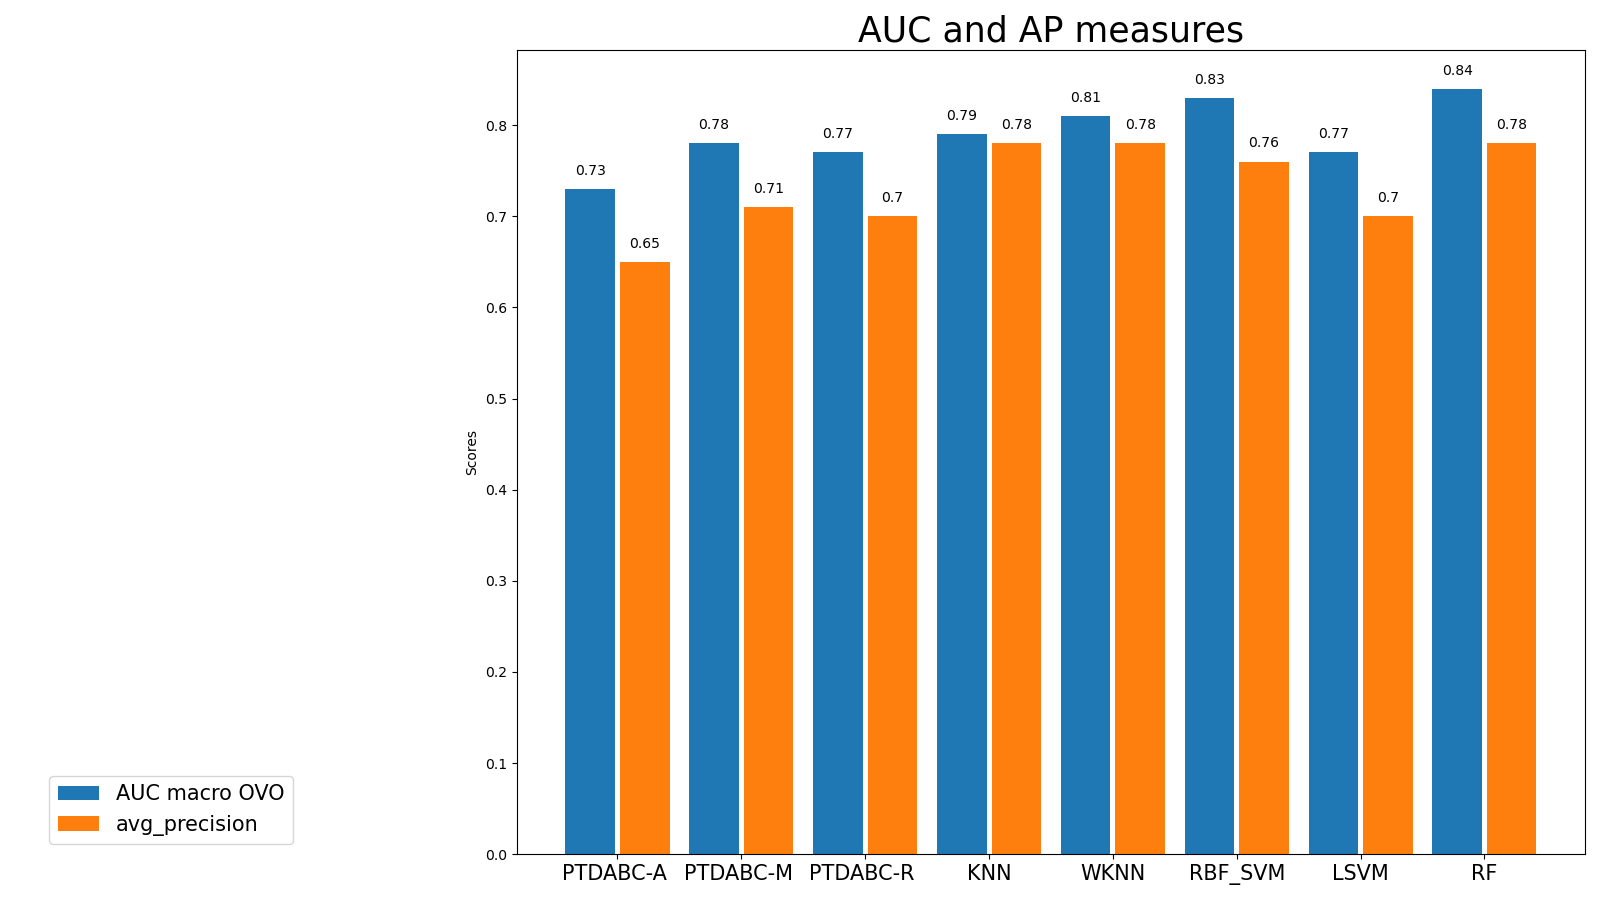 AUC and AP measures
Scores
0.8
0.7
0.6
0.5
0.4
0.3
0.2
0.1
0.0
0.73
0.65
0.78
0.71
0.77
0.7
0.79
0.78
0.81
0.78
0.83
0.76
0.77
0.7
0.84
0.78
PTDABC-A
PTDABC-M
PTDABC-R
KNN
WKNN
RBF_SVM
LSVM
RF
AUC macro OVO
avg_precision